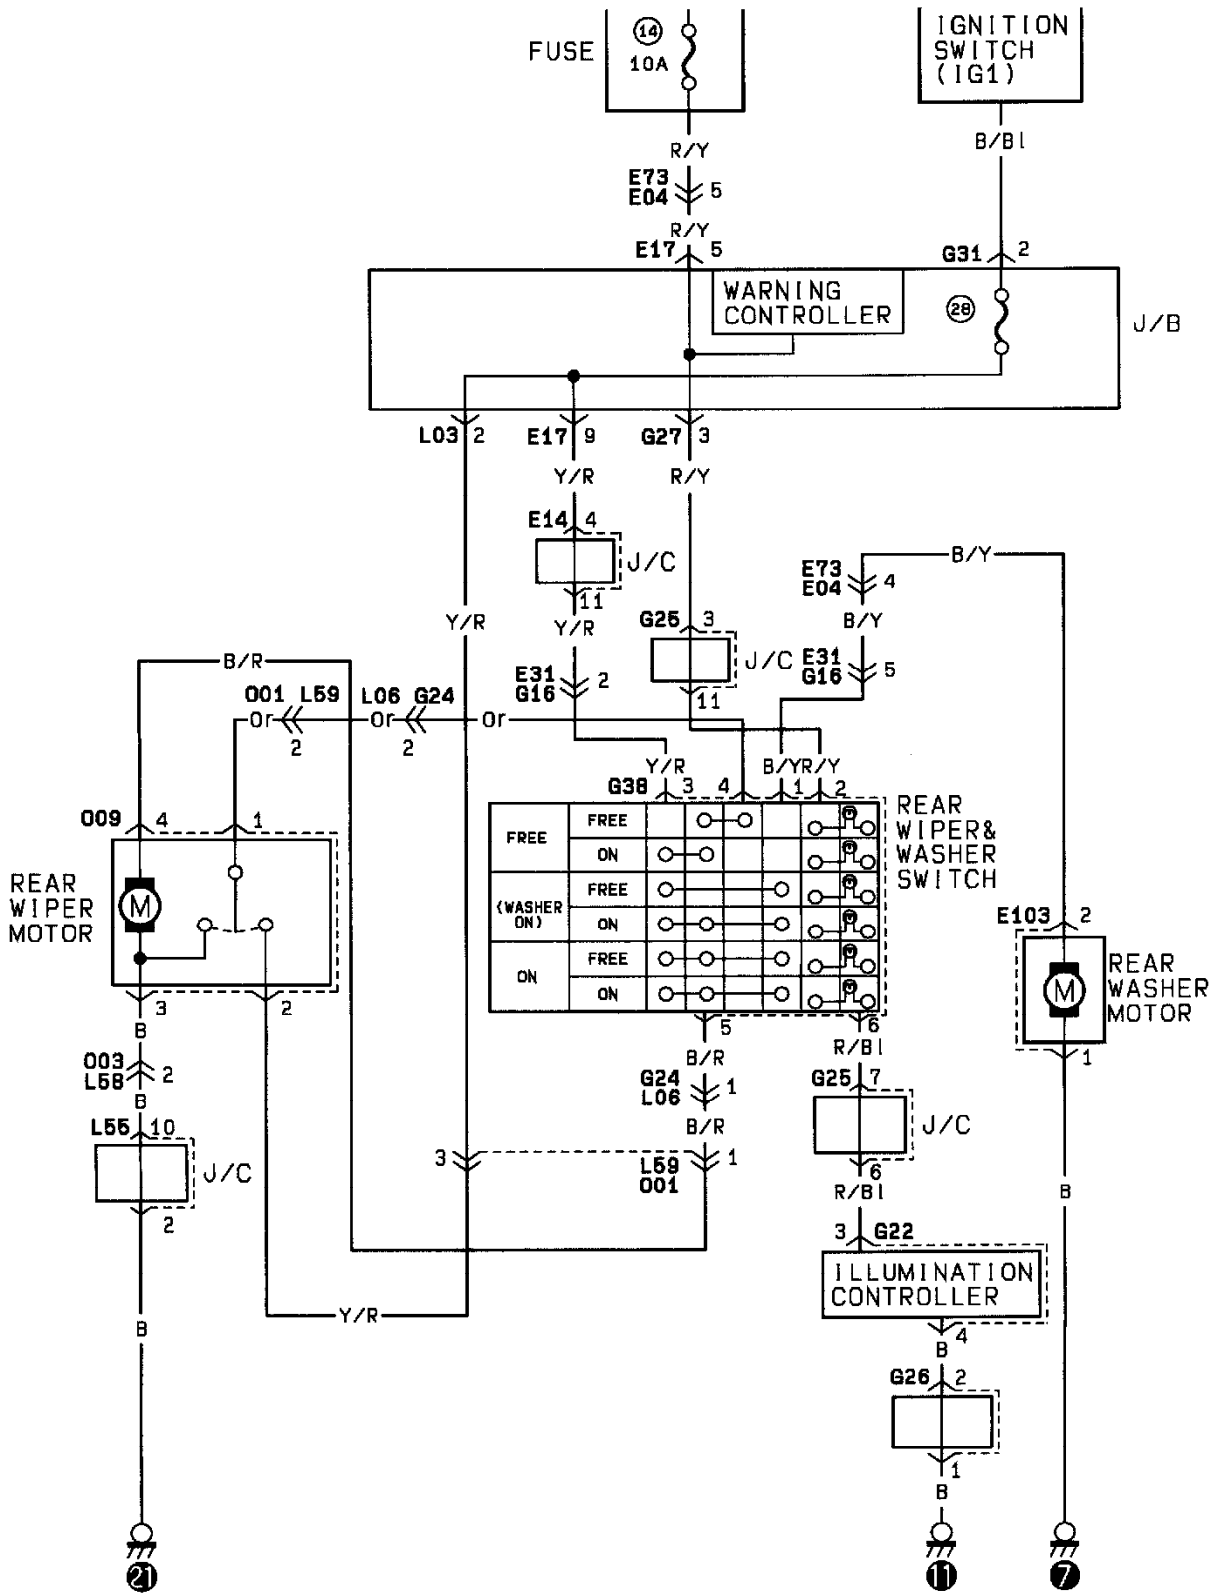 14
10A
FUSE
IGNITION
SWITCH
(IG1)
R/Y
B/Bl
E73
E04
5
R/Y
E17
5
G31
2
WARNING
CONTROLLER
28
J/B
L03
2
E17
9
G27
3
Y/R
R/Y
E14
4
J/C
11
B/Y
E73
E04
4
Y/R
Y/R
G25
3
B/Y
J/C
11
E31
G16
5
B/R
E31
G16
2
O01
L59
L06
G24
Or
Or
Or
2
2
Y/R
B/Y
R/Y
G38
3
4
1
2
O09
4
1
REAR
WIPER&
WASHER
SWITCH
FREE
FREE
ON
(WASHER
ON)
FREE
ON
ON
FREE
ON
REAR
WIPER
MOTOR
M
E103
2
M
REAR
WASHER
MOTOR
3
2
5
6
1
B
B/R
R/Bl
O03
L58
2
G24
L06
1
G25
7
B
B/R
J/C
L55
10
3
L59
O01
1
6
J/C
R/Bl
B
2
3
G22
ILLUMINATION
CONTROLLER
Y/R
B
4
B
G26
2
1
B
21
11
7